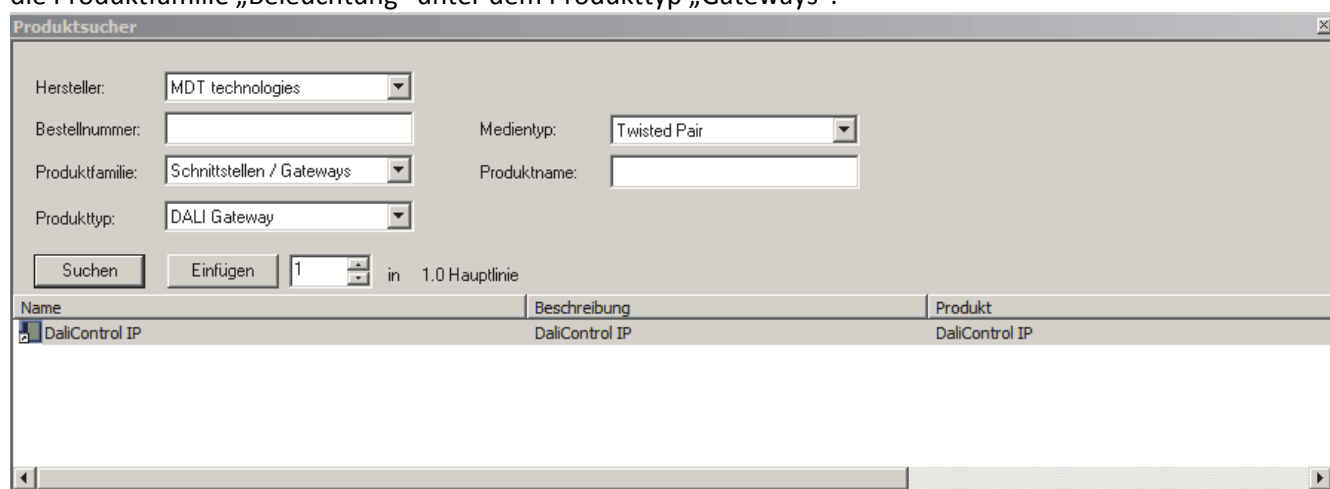 die Produktfamilie „Beleuchtung“ unter dem Produkttyp „Gateways“.
Produktsucher
Hersteller: MDT technologies
Bestellnummer: Medientyp: Twisted Pair
Produktfamilie: Schnittstellen / Gateways Produktname:
Produkttyp: DALI Gateway
Suchen Einfügen 1 in 1.0 Hauptlinie
Name Beschreibung Produkt
DaliControl IP DaliControl IP DaliControl IP